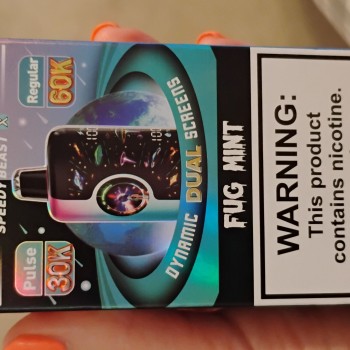 SPEEDY BEAST X
Regular
60K
Pulse
30K
DYNAMIC DUAL SCREENS
FUG MINT
WARNING:
This product
contains nicotine.